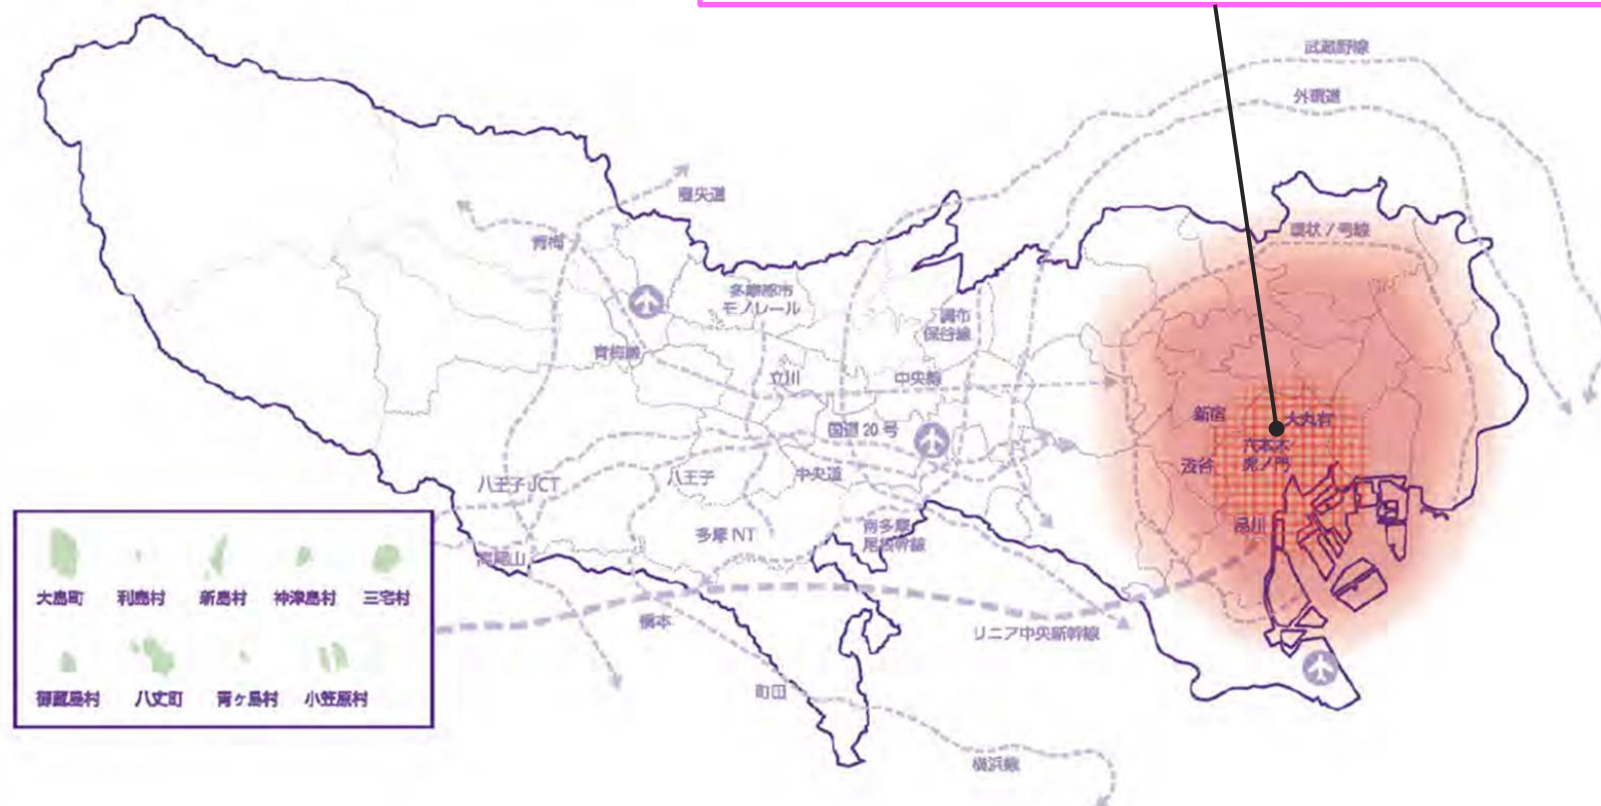 武蔵野線
外環道
圏央道
環状7号線
青梅
多摩都市
モノレール
調布
保谷線
青梅線
立川
中央線
新宿
大丸有
国道20号
六本木
虎ノ門
渋谷
八王子JCT
八王子
中央道
品川
多摩NT
南多摩
尾根幹線
高尾山
大島町
利島村
新島村
神津島村
三宅村
橋本
リニア中央新幹線
御蔵島村
八丈町
青ヶ島村
小笠原村
町田
横浜線